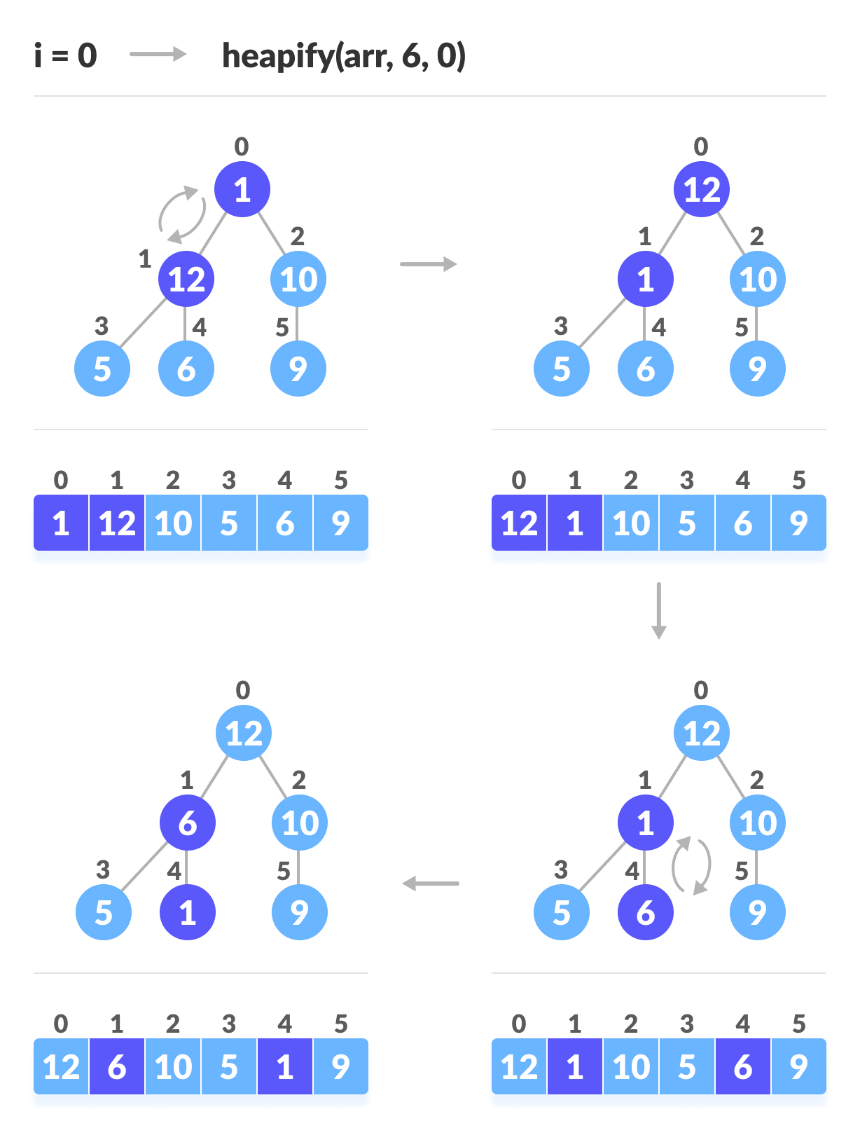 i = 0 heapify(arr, 6, 0)
0 0
1 12
1 2 1 2
12 10 1 10
3 4 5 3 4 5
5 6 9 5 6 9
0 1 2 3 4 5 0 1 2 3 4 5
1 12 10 5 6 9 12 1 10 5 6 9
0 0
12 12
1 2 1 2
6 10 1 10
3 4 5 3 4 5
5 1 9 5 6 9
0 1 2 3 4 5 0 1 2 3 4 5
12 6 10 5 1 9 12 1 10 5 6 9